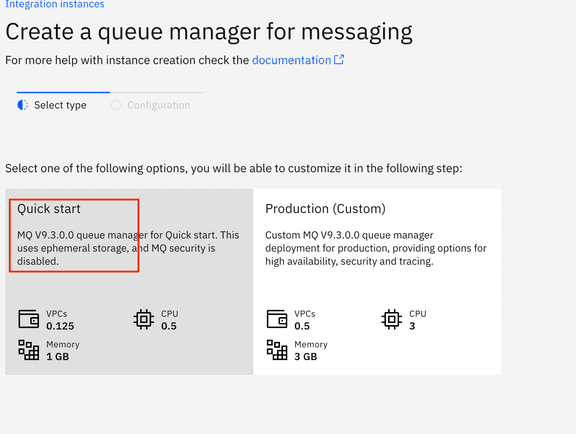 Integration instances
Create a queue manager for messaging
For more help with instance creation check the documentation
Select type
Configuration
Select one of the following options, you will be able to customize it in the following step:
Quick start
MQ V9.3.0.0 queue manager for Quick start. This
uses ephemeral storage, and MQ security is
disabled.
VPCs
0.125
CPU
0.5
Memory
1 GB
Production (Custom)
Custom MQ V9.3.0.0 queue manager
deployment for production, providing options for
high availability, security and tracing.
VPCs
0.5
CPU
3
Memory
3 GB